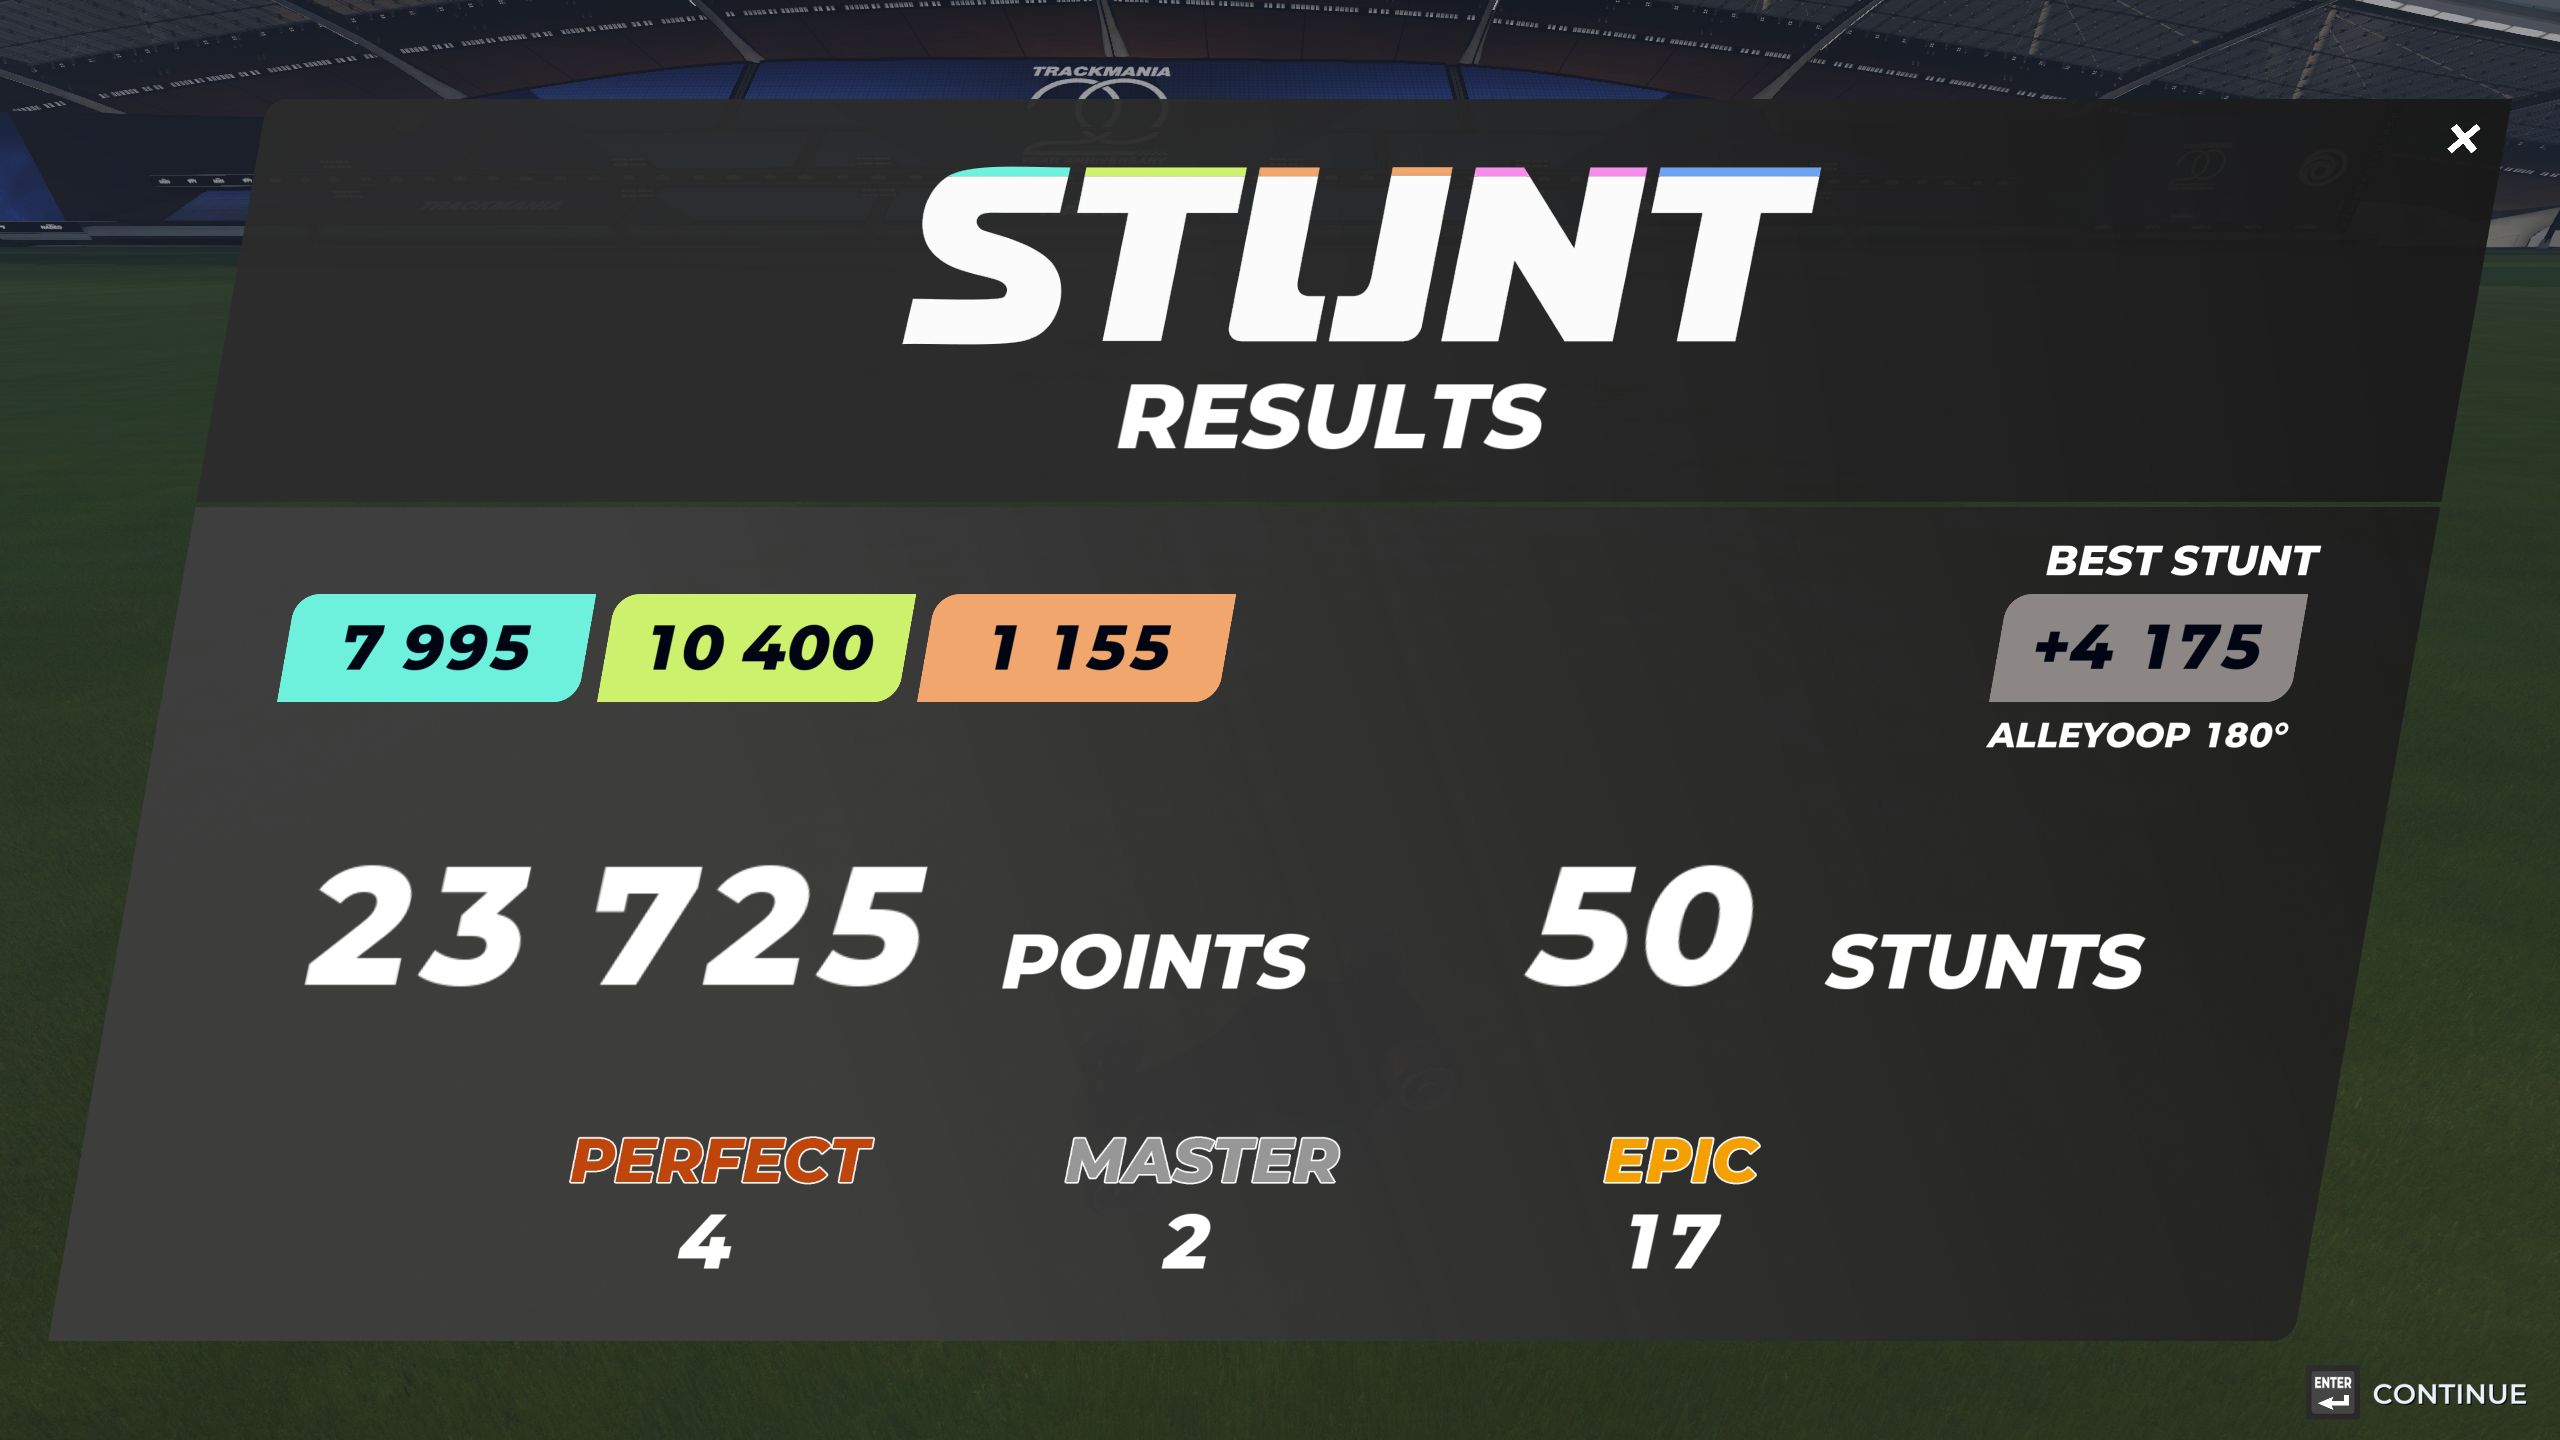 TRACKMANIA
STUNT
RESULTS
BEST STUNT
7 995
10 400
1 155
+4 175
ALLEYOOP 180°
23 725 POINTS
50 STUNTS
PERFECT
MASTER
EPIC
4
2
17
ENTER
CONTINUE